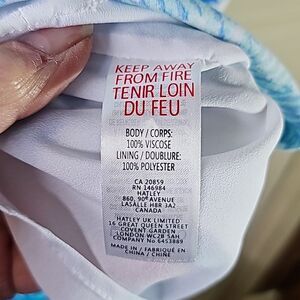 KEEP AWAY
FROM FIRE
TENIR LOIN
DU FEU
BODY / CORPS:
100% VISCOSE
LINING / DOUBLURE:
100% POLYESTER
CA 20859
RN 146984
HATLEY
860, 90e AVENUE
LASALLE H8R 3A2
CANADA
HATLEY UK LIMITED
16 GREAT QUEEN STREET
COVENT GARDEN
LONDON WC2B 5AH
COMPANY No 6453889
MADE IN / FABRIQUÉ EN
CHINA / CHINE